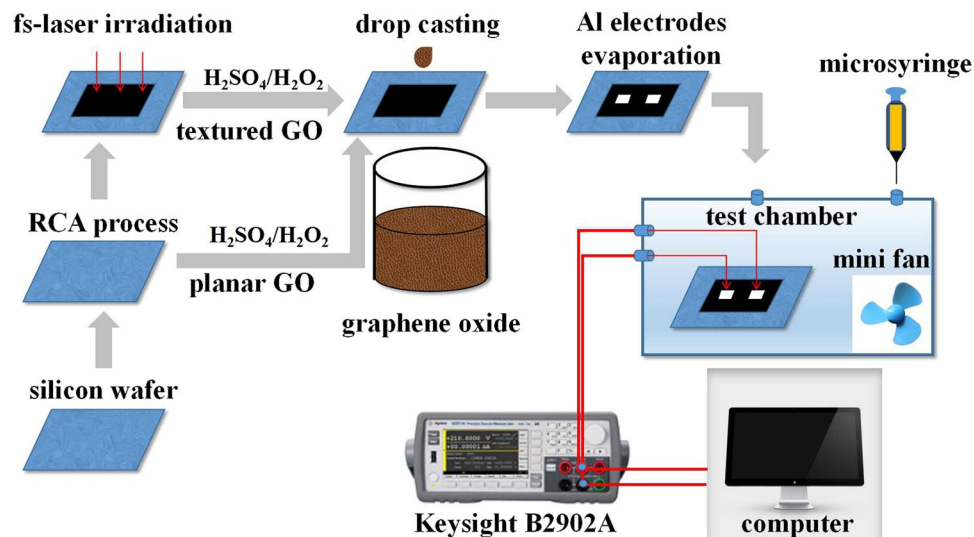 fs-laser irradiation
drop casting
Al electrodes
evaporation
microsyringe
H₂SO₄/H₂O₂
textured GO
RCA process
H₂SO₄/H₂O₂
planar GO
graphene oxide
test chamber
mini fan
silicon wafer
Agilent
Keysight B2902A
computer